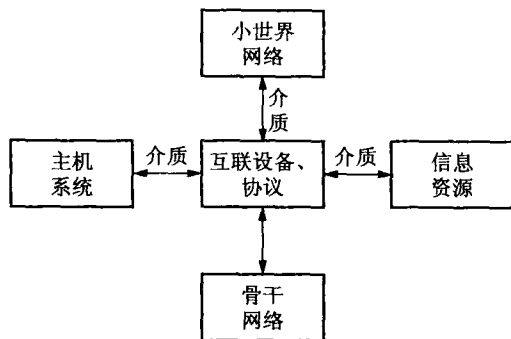 小世界
网络
介
质
主机
系统
介质
互联设备、
协议
介质
信息
资源
骨干
网络